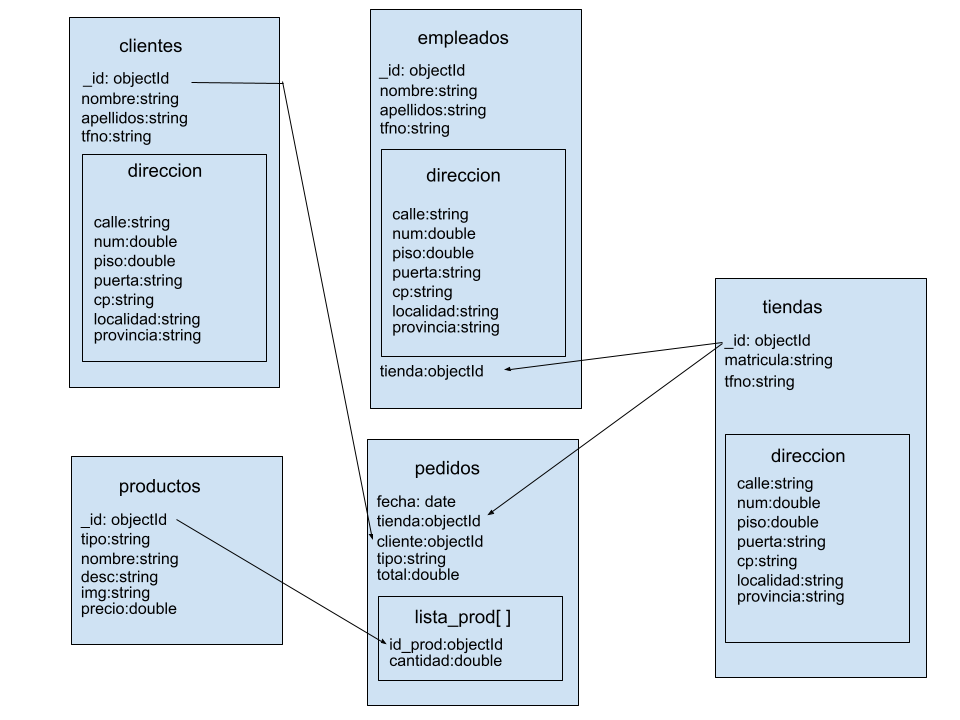 clientes
_id: objectId
nombre:string
apellidos:string
tfno:string
direccion
calle:string
num:double
piso:double
puerta:string
cp:string
localidad:string
provincia:string
empleados
_id: objectId
nombre:string
apellidos:string
tfno:string
direccion
calle:string
num:double
piso:double
puerta:string
cp:string
localidad:string
provincia:string
tienda:objectId
tiendas
_id: objectId
matricula:string
tfno:string
direccion
calle:string
num:double
piso:double
puerta:string
cp:string
localidad:string
provincia:string
productos
_id: objectId
tipo:string
nombre:string
desc:string
img:string
precio:double
pedidos
fecha: date
tienda:objectId
cliente:objectId
tipo:string
total:double
lista_prod[ ]
id_prod:objectId
cantidad:double